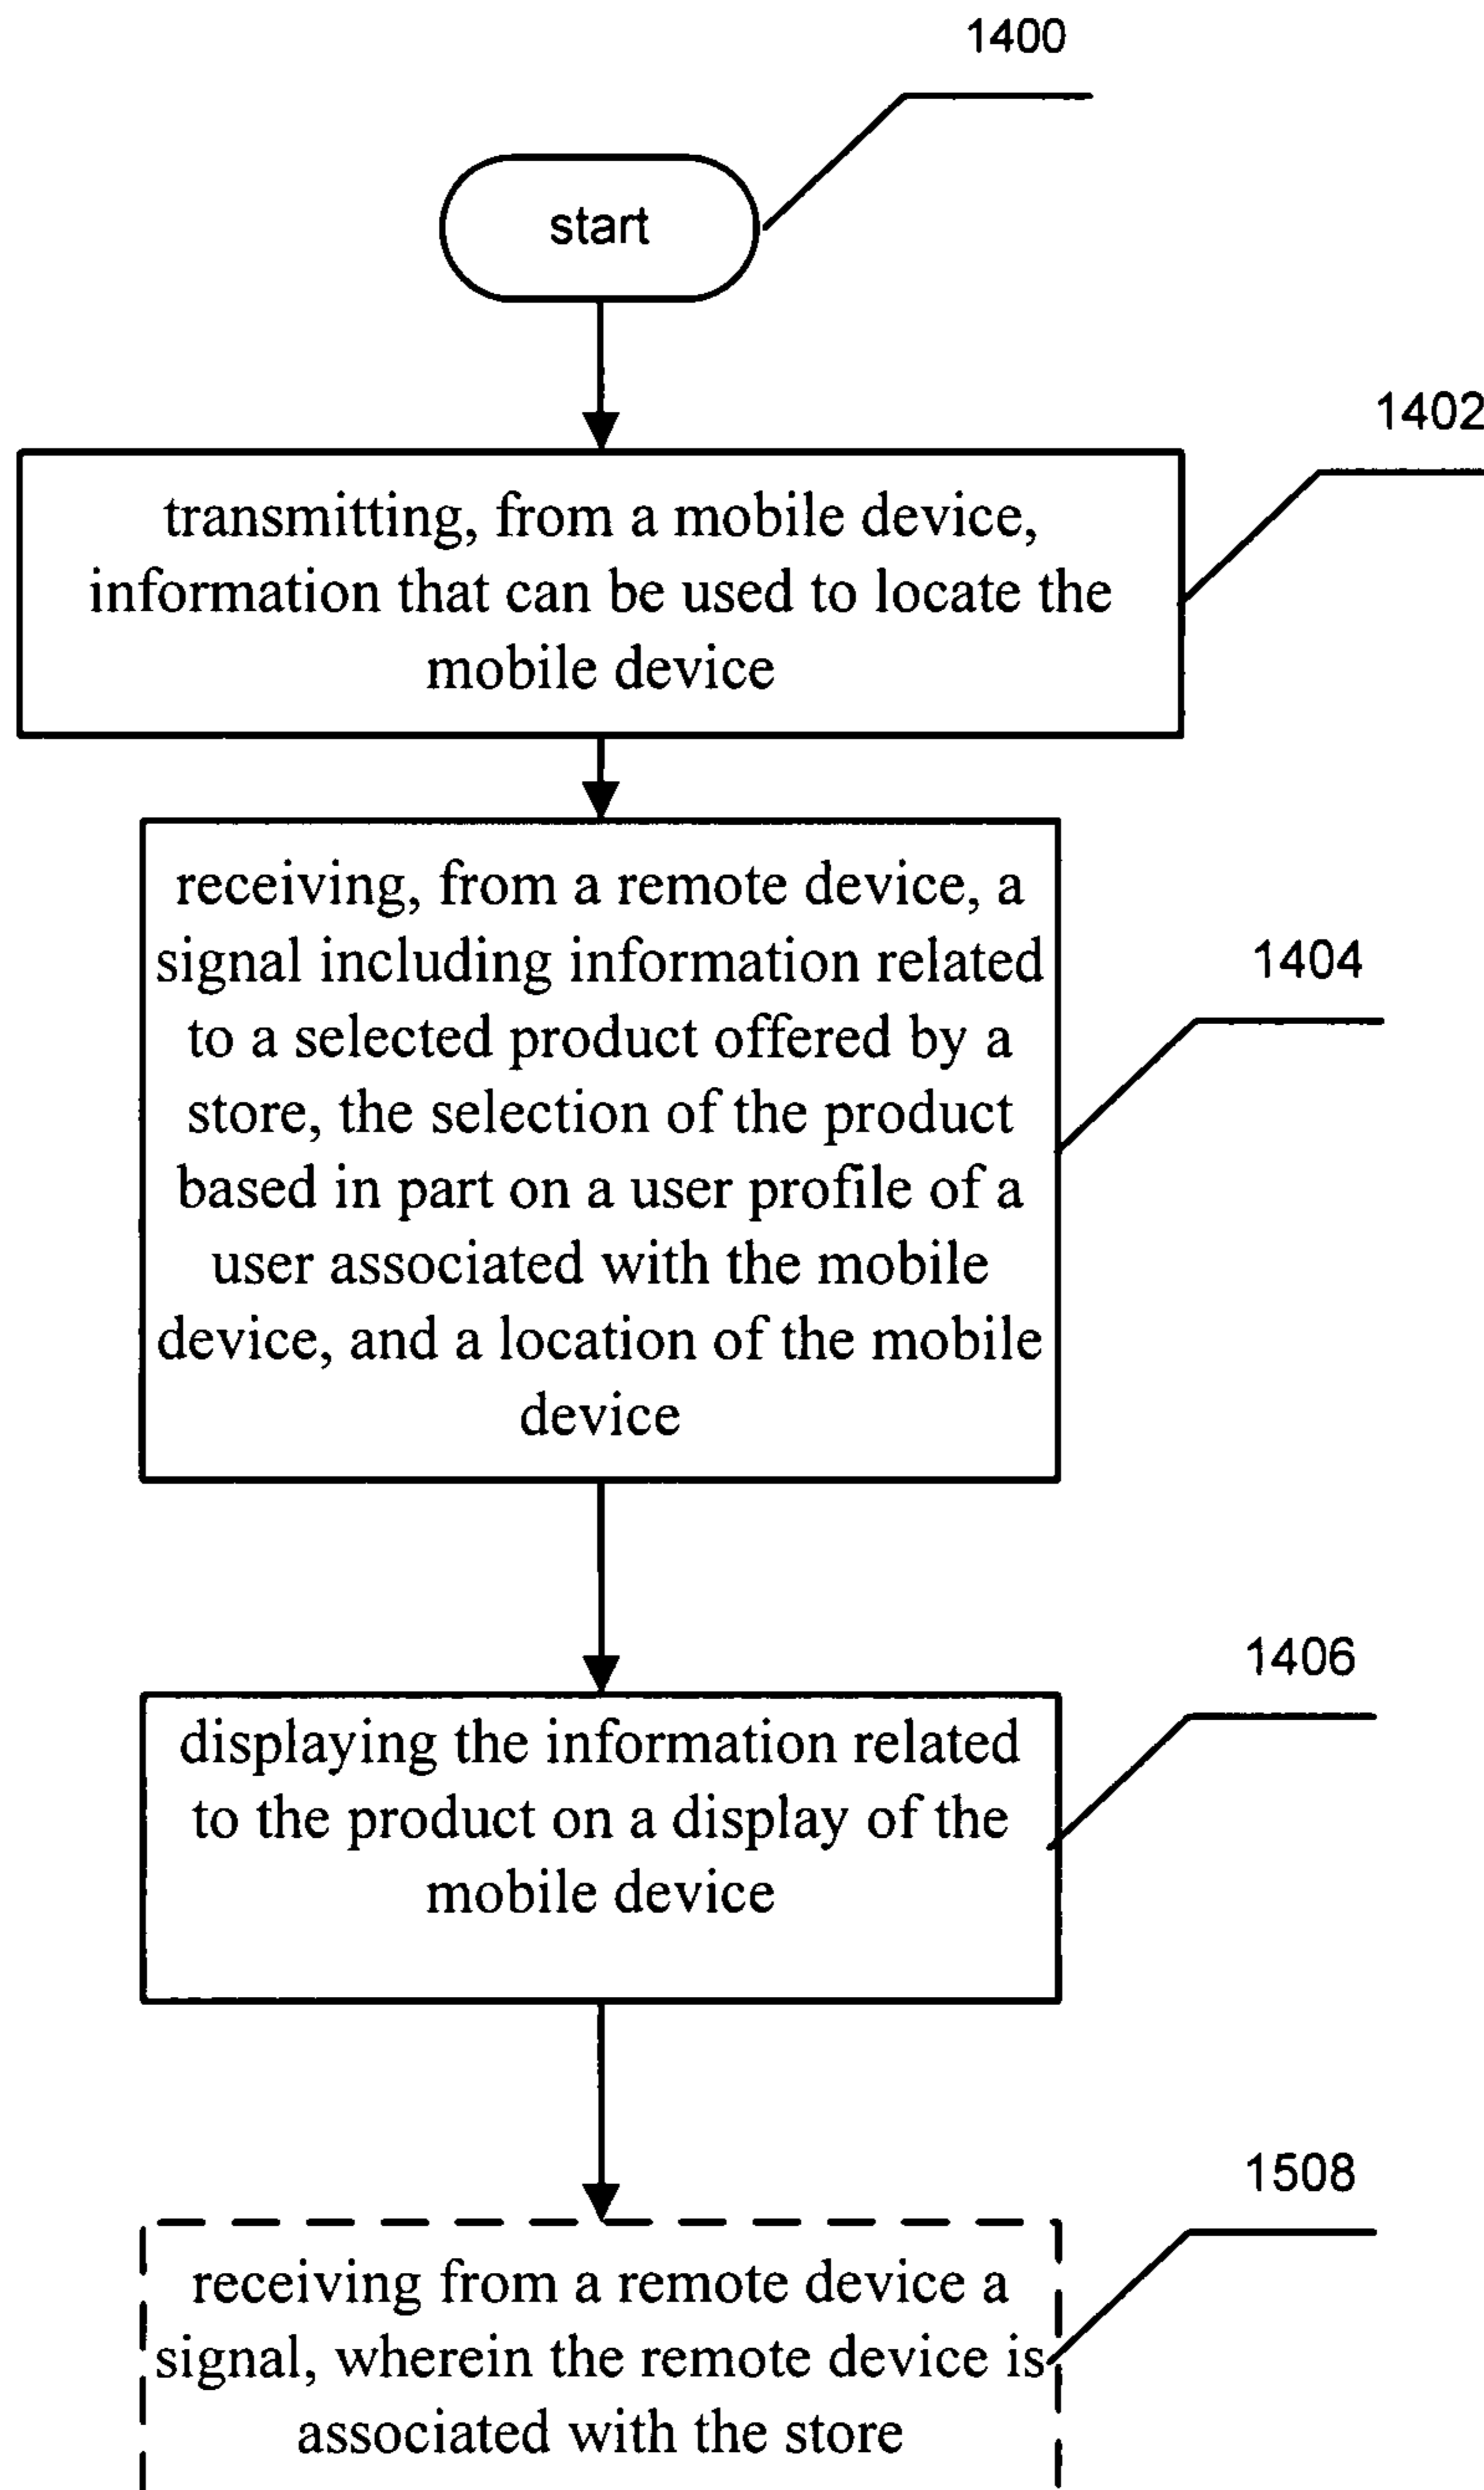 1400
start
1402
transmitting, from a mobile device,
information that can be used to locate the
mobile device
receiving, from a remote device, a
signal including information related
to a selected product offered by a
store, the selection of the product
based in part on a user profile of a
user associated with the mobile
device, and a location of the mobile
device
1404
1406
displaying the information related
to the product on a display of the
mobile device
1508
receiving from a remote device a
signal, wherein the remote device is
associated with the store